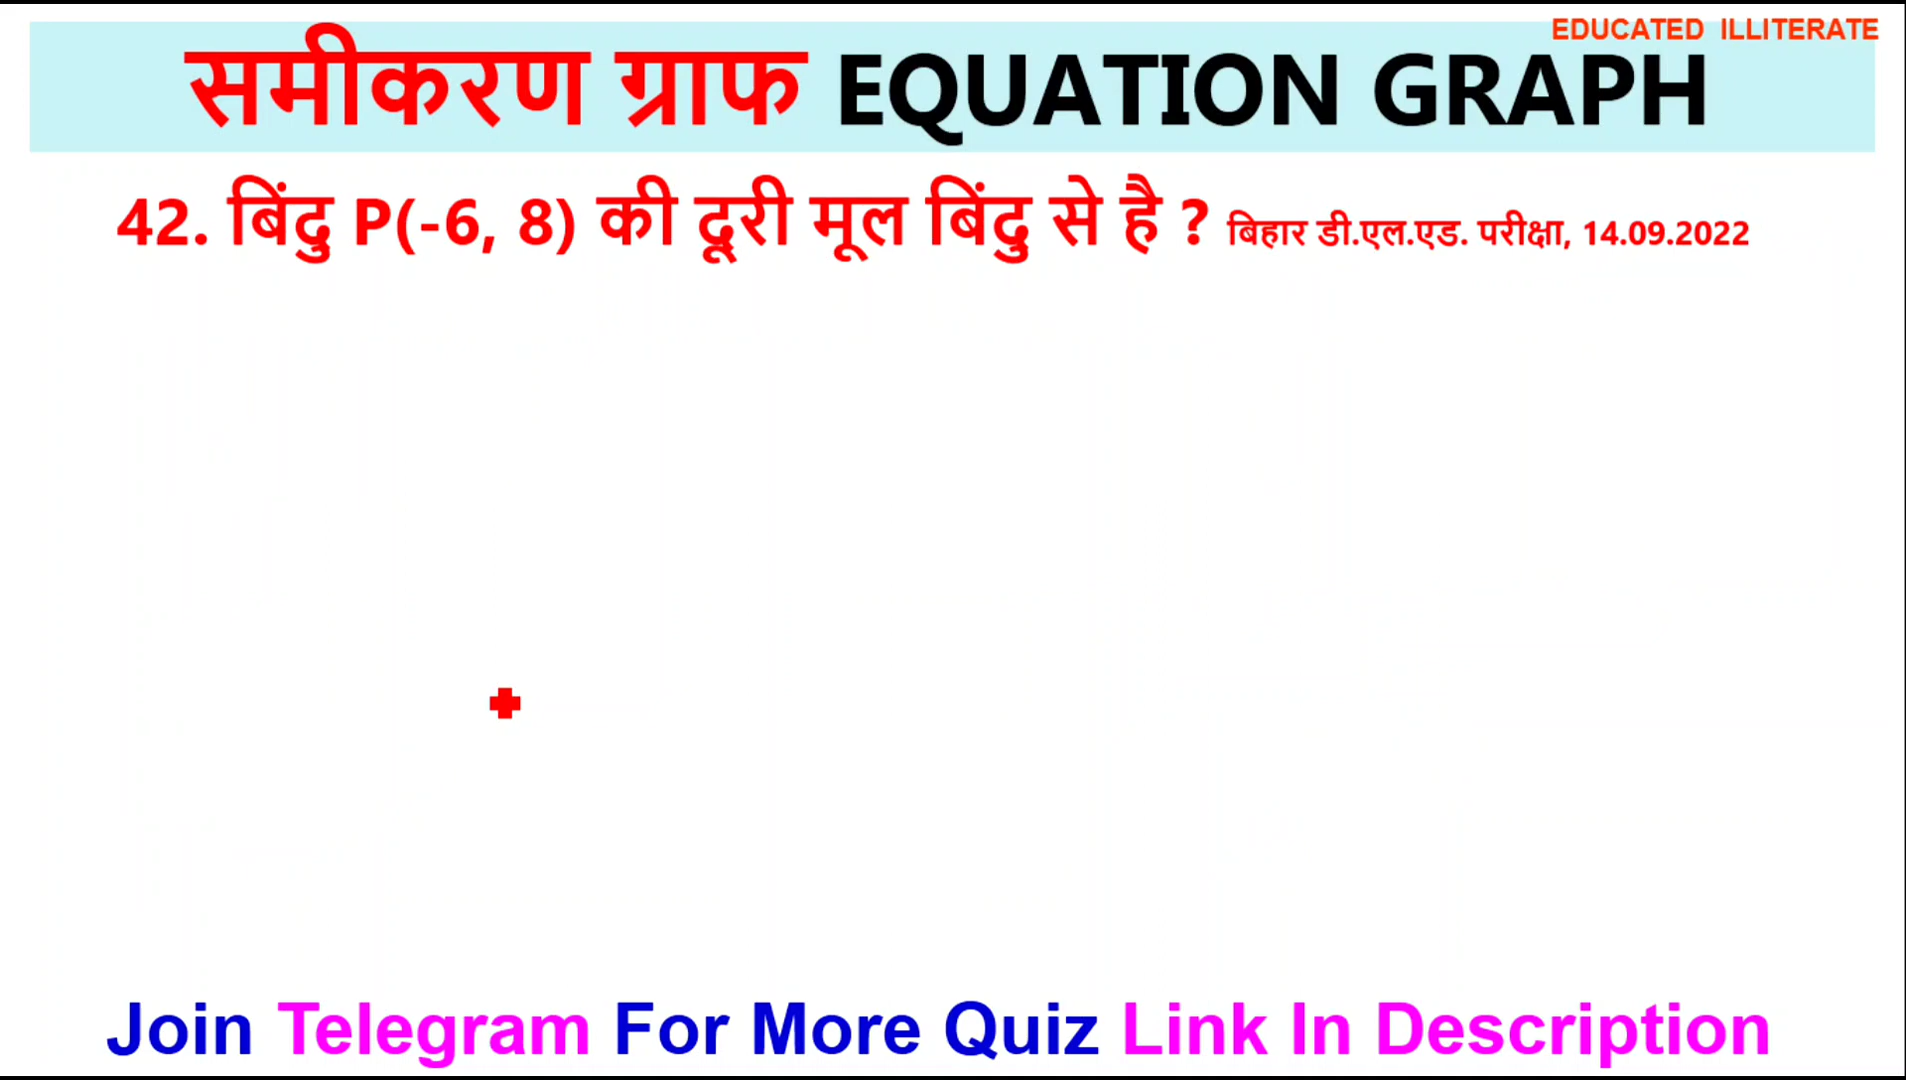 EDUCATED ILLITERATE
समीकरण ग्राफ EQUATION GRAPH
42. बिंदु P(-6, 8) की दूरी मूल बिंदु से है ? बिहार डी.एल.एड. परीक्षा, 14.09.2022
Join Telegram For More Quiz Link In Description